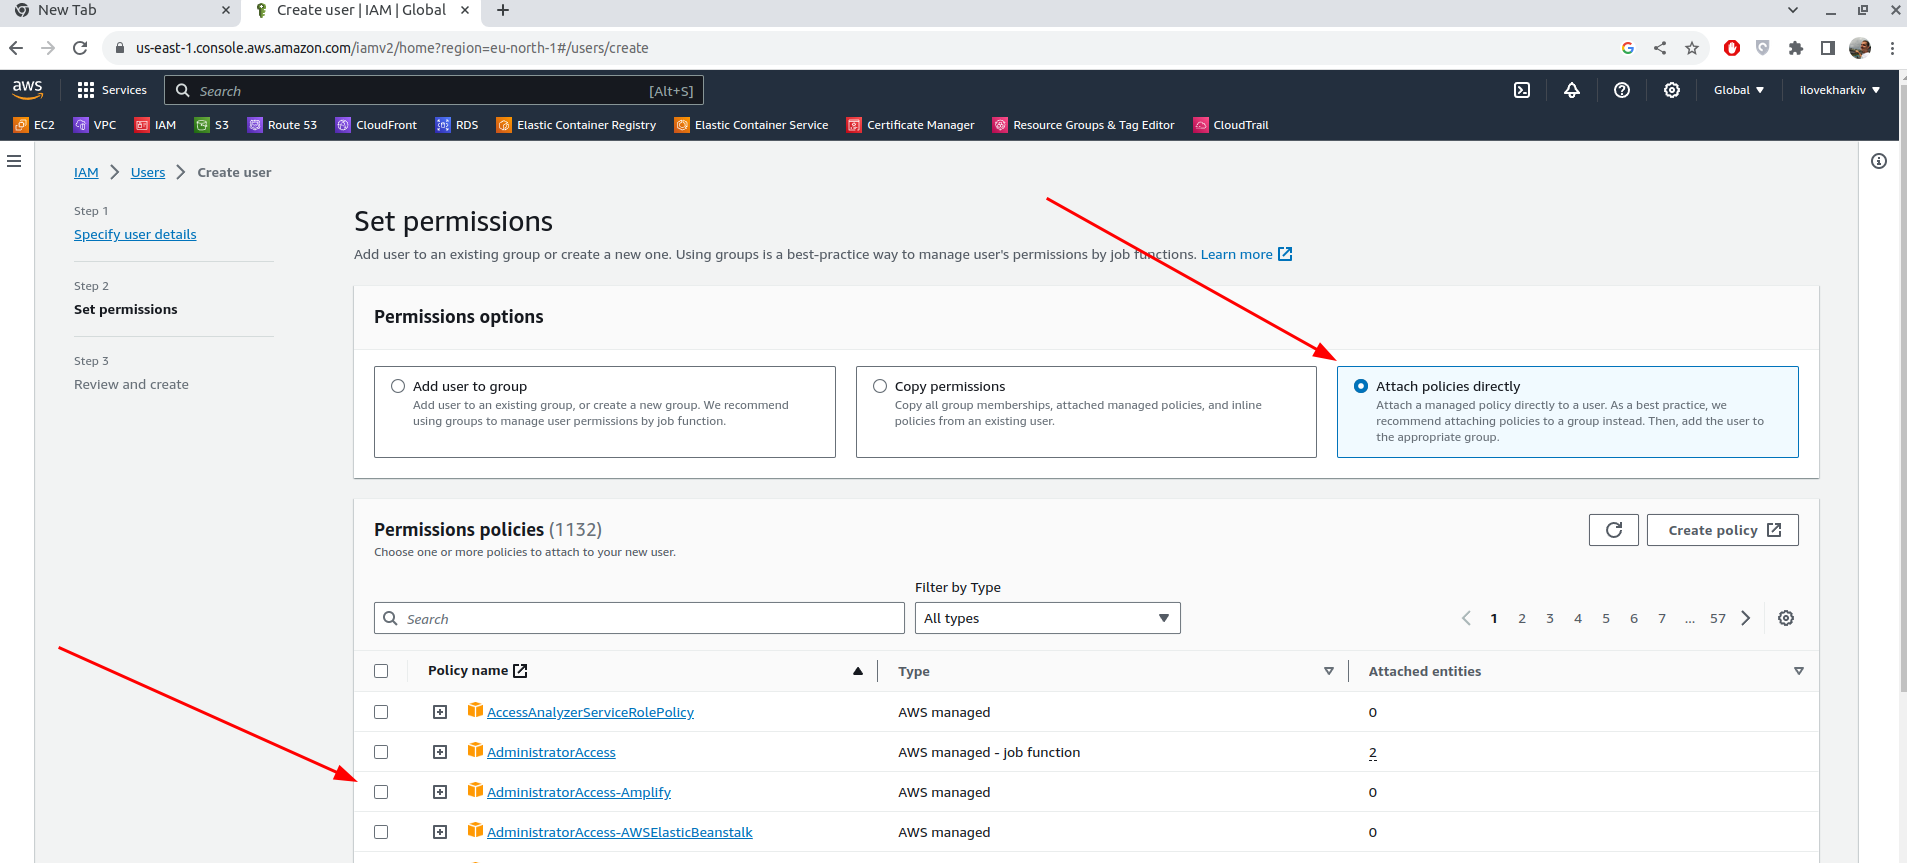 New Tab
Create user | IAM | Global
us-east-1.console.aws.amazon.com/iamv2/home?region=eu-north-1#/users/create
aws
Services
Search
[Alt+S]
Global
ilovekharkiv
EC2
VPC
IAM
S3
Route 53
CloudFront
RDS
Elastic Container Registry
Elastic Container Service
Certificate Manager
Resource Groups & Tag Editor
CloudTrail
IAM
Users
Create user
Step 1
Specify user details
Step 2
Set permissions
Step 3
Review and create
Set permissions
Add user to an existing group or create a new one. Using groups is a best-practice way to manage user's permissions by job functions. Learn more
Permissions options
Add user to group
Add user to an existing group, or create a new group. We recommend
using groups to manage user permissions by job function.
Copy permissions
Copy all group memberships, attached managed policies, and inline
policies from an existing user.
Attach policies directly
Attach a managed policy directly to a user. As a best practice, we
recommend attaching policies to a group instead. Then, add the user to
the appropriate group.
Permissions policies (1132)
Choose one or more policies to attach to your new user.
Create policy
Filter by Type
Search
All types
1 2 3 4 5 6 7 ... 57
Policy name
Type
Attached entities
AccessAnalyzerServiceRolePolicy
AWS managed
0
AdministratorAccess
AWS managed - job function
2
AdministratorAccess-Amplify
AWS managed
0
AdministratorAccess-AWSElasticBeanstalk
AWS managed
0